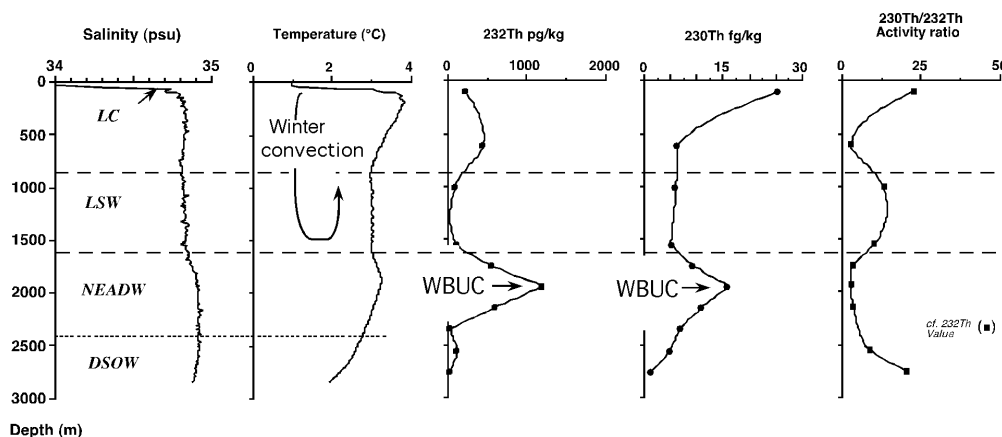 230Th/232Th
Salinity (psu) Temperature (°C) 232Th pg/kg 230Th fg/kg Activity ratio
34 35 0 2 4 0 1000 2000 0 15 30 0 25 50
0
LC
Winter
500
convection
1000
LSW
1500
NEADW
WBUC WBUC
2000
cf. 232Th
Value (■)
2500
DSOW
3000
Depth (m)